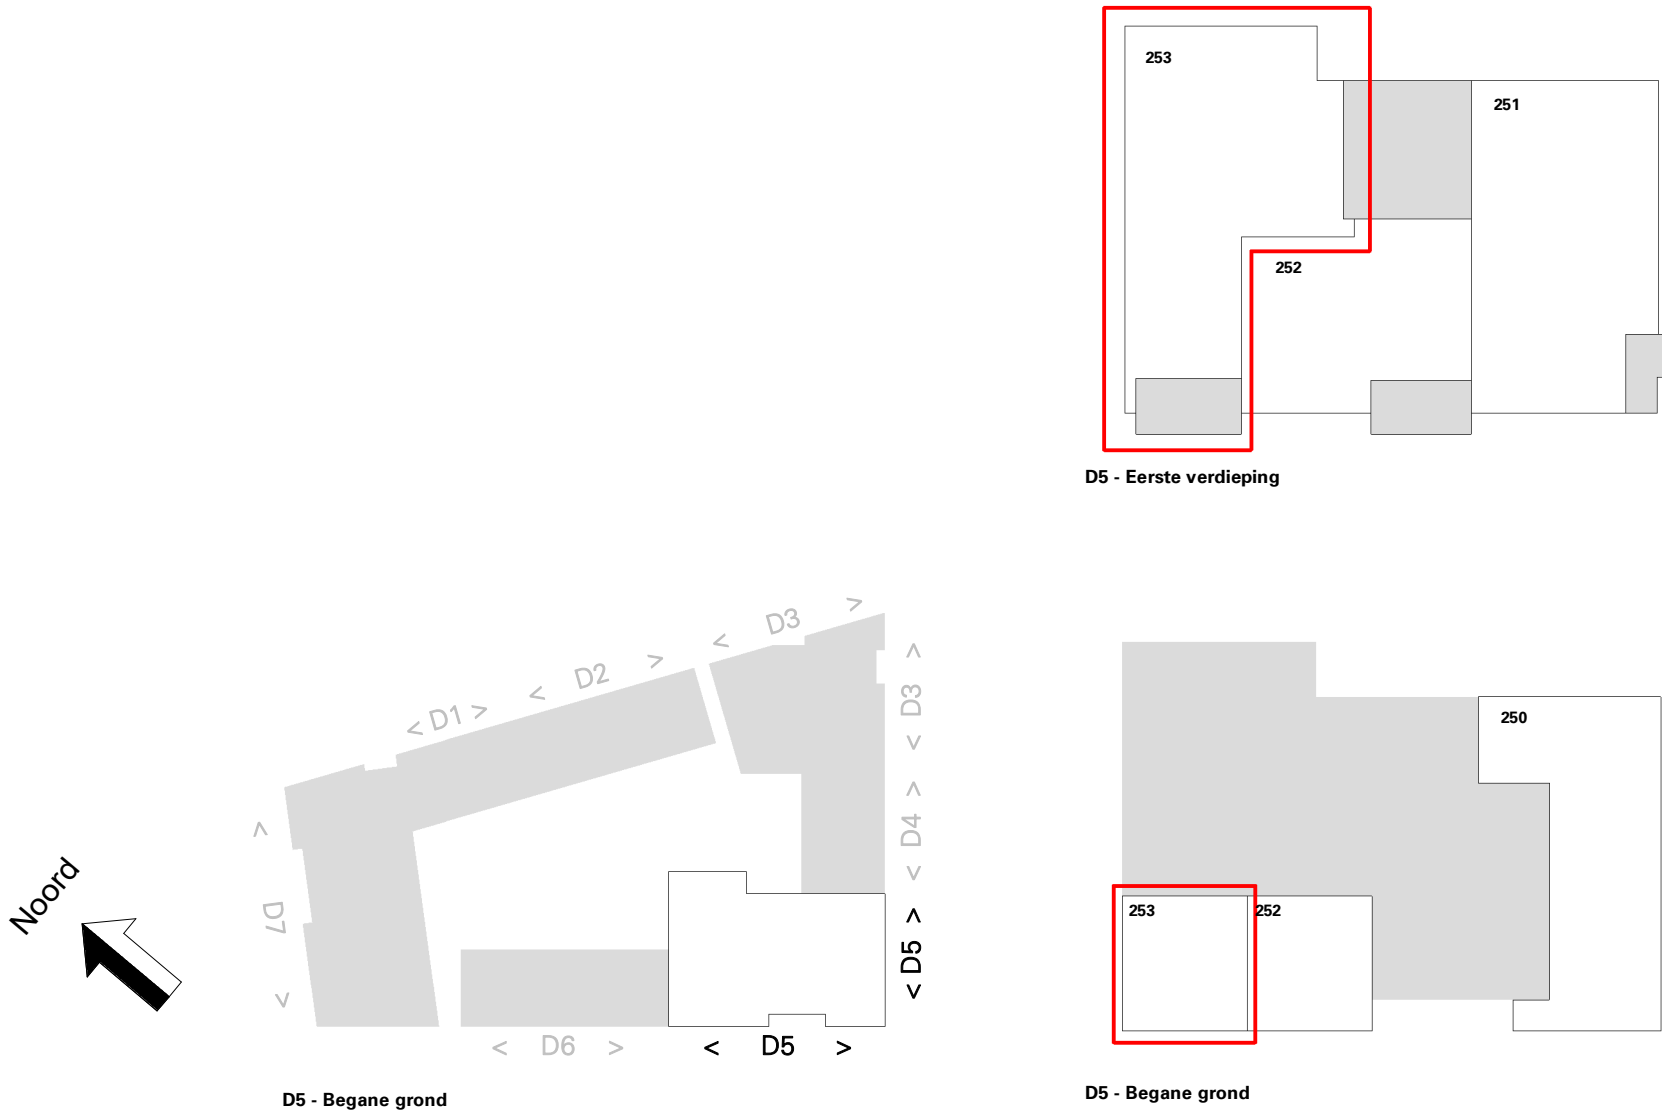 253
251
252
D5 - Eerste verdieping
< D3 >
< D2 >
< D1 >
< D3 >
250
< D4 >
Noord
< D7 >
253
252
< D5 >
< D6 >
< D5 >
D5 - Begane grond
D5 - Begane grond